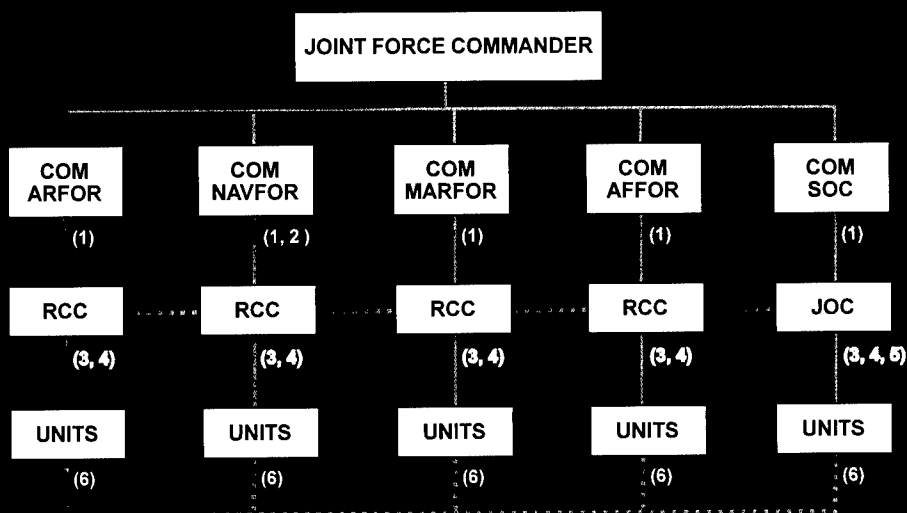 JOINT FORCE COMMANDER
COM
ARFOR
COM
NAVFOR
COM
MARFOR
COM
AFFOR
COM
SOC
(1)
(1, 2 )
(1)
(1)
(1)
RCC
RCC
RCC
RCC
JOC
(3, 4)
(3, 4)
(3, 4)
(3, 4)
(3, 4, 5)
UNITS
UNITS
UNITS
UNITS
UNITS
(6)
(6)
(6)
(6)
(6)